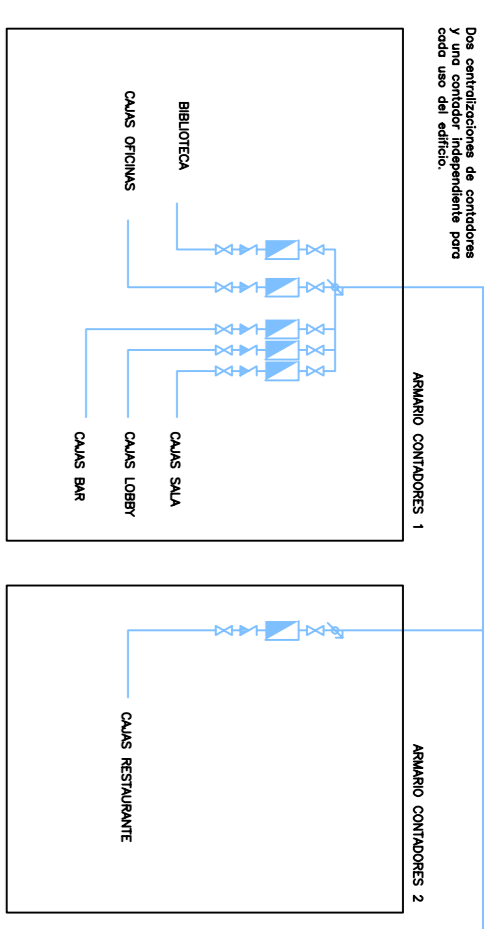 Dos centralizaciones de contadores
y una contador independiente para
cada uso del edificio.
ARMARIO CONTADORES 1
BIBLIOTECA
CAJAS OFICINAS
CAJAS SALA
CAJAS LOBBY
CAJAS BAR
ARMARIO CONTADORES 2
CAJAS RESTAURANTE